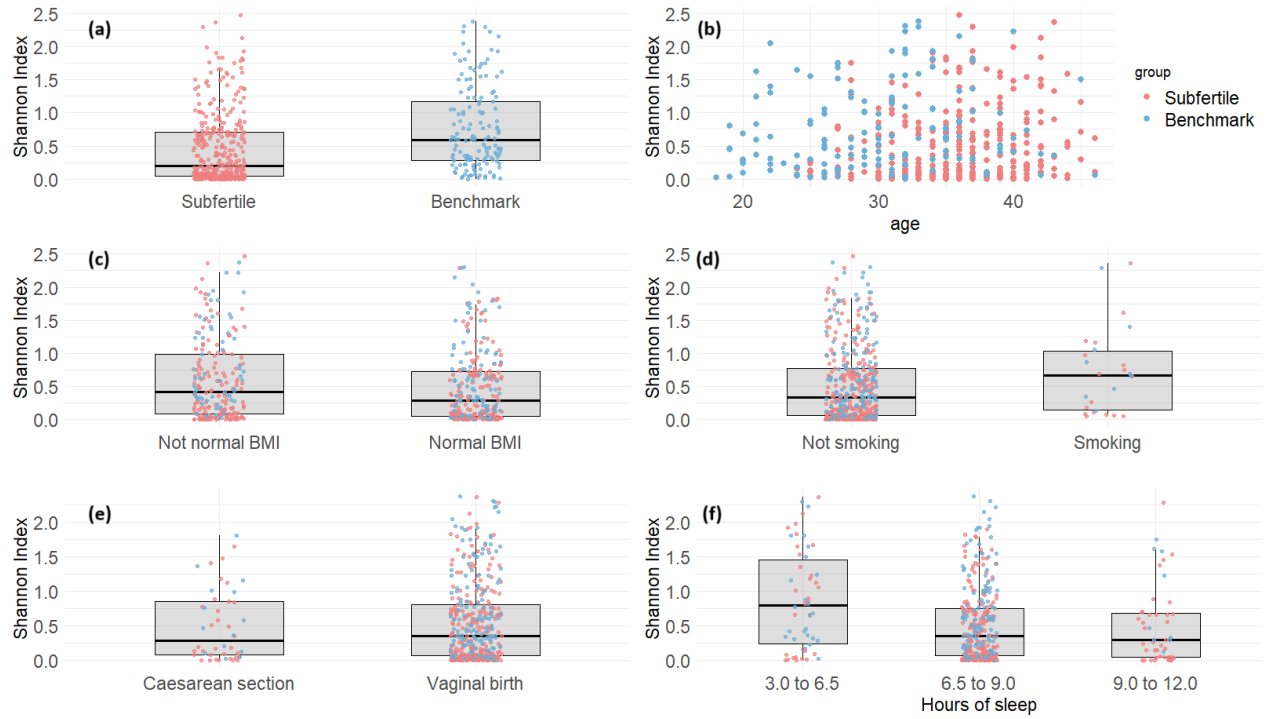 (a)
Shannon Index
2.5
2.0
1.5
1.0
0.5
0.0
Subfertile Benchmark
(b)
Shannon Index
2.5
2.0
1.5
1.0
0.5
0.0
20 30 40
age
group
Subfertile
Benchmark
(c)
Shannon Index
2.5
2.0
1.5
1.0
0.5
0.0
Not normal BMI Normal BMI
(d)
Shannon Index
2.5
2.0
1.5
1.0
0.5
0.0
Not smoking Smoking
(e)
Shannon Index
2.0
1.5
1.0
0.5
0.0
Caesarean section Vaginal birth
(f)
Shannon Index
2.0
1.5
1.0
0.5
0.0
3.0 to 6.5 6.5 to 9.0 9.0 to 12.0
Hours of sleep